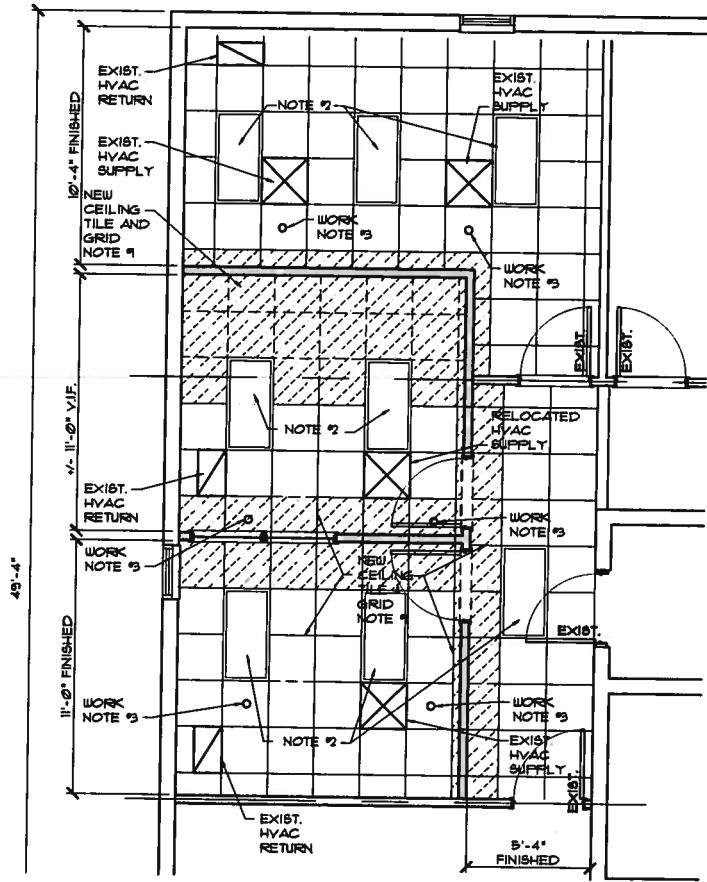 EXIST.
HVAC
RETURN
NOTE #2
EXIST.
HVAC
SUPPLY
EXIST.
HVAC
SUPPLY
10'-4" FINISHED
NEW
CEILING
TILE AND
GRID
NOTE #1
WORK
NOTE #3
WORK
NOTE #3
EXIST.
EXIST.
+/- 11'-0" V.I.F.
NOTE #2
RELOCATED
HVAC
SUPPLY
EXIST.
HVAC
RETURN
WORK
NOTE #3
WORK
NOTE #3
49'-4"
NEW
CEILING
TILE &
GRID
NOTE
EXIST.
11'-0" FINISHED
WORK
NOTE #3
WORK
NOTE #3
NOTE #2
EXIST
HVAC
SUPPLY
EXIST.
EXIST.
HVAC
RETURN
5'-4"
FINISHED